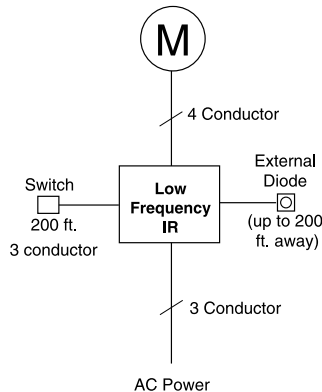 M
4 Conductor
Switch
200 ft.
3 conductor
Low
Frequency
IR
External
Diode
(up to 200
ft. away)
3 Conductor
AC Power